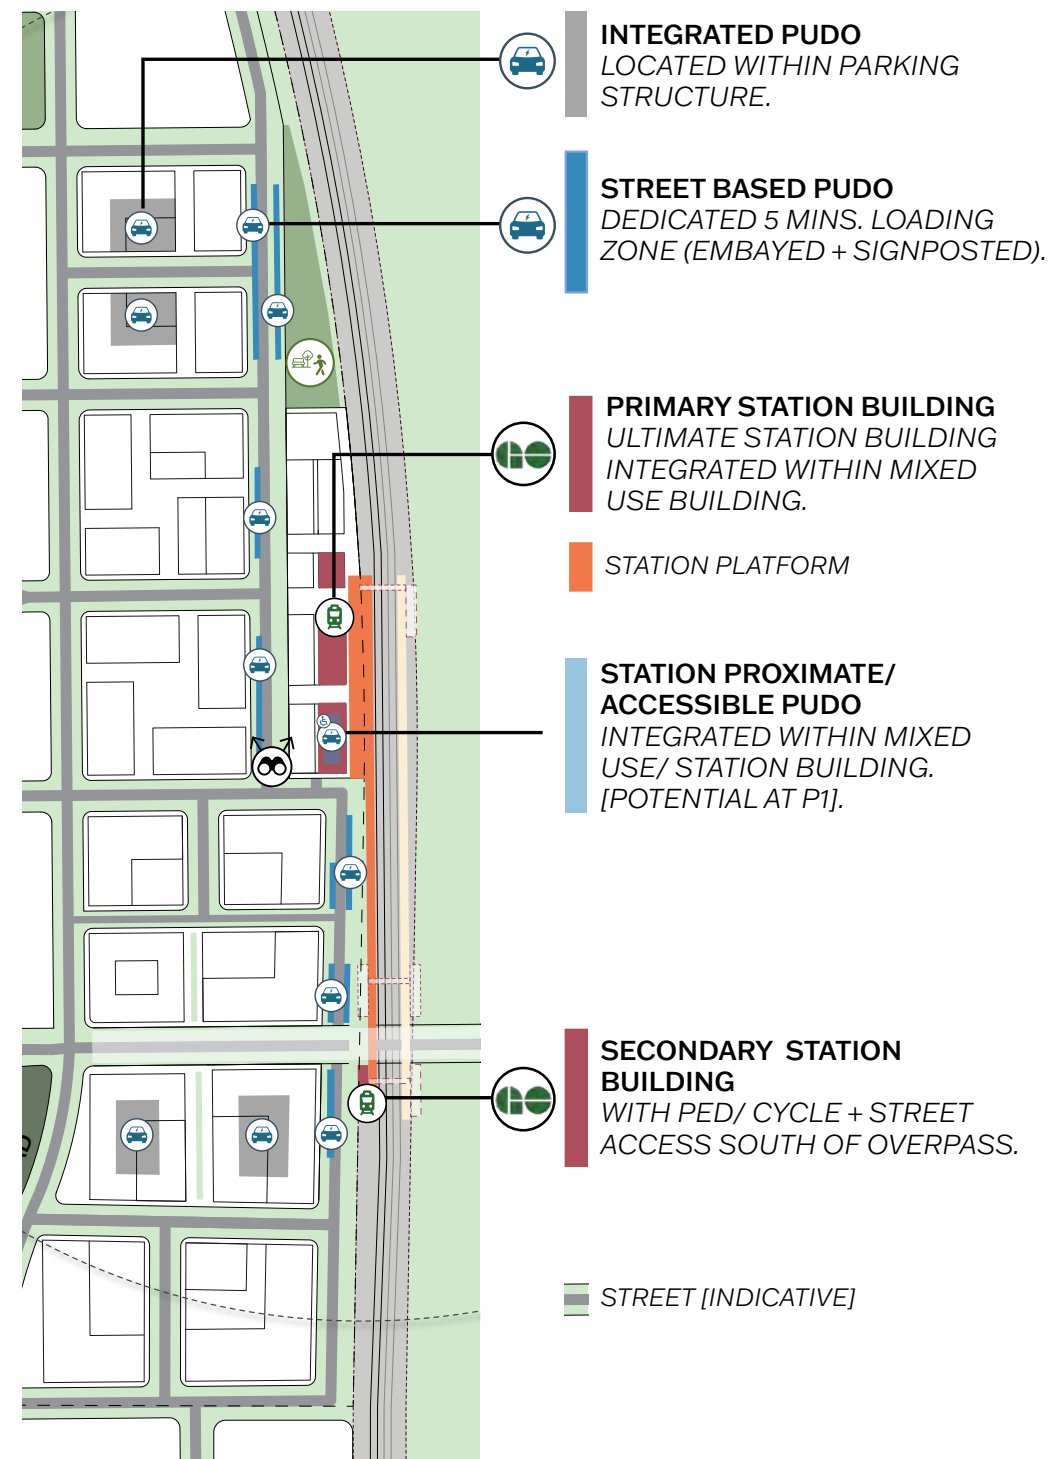 INTEGRATED PUDO
LOCATED WITHIN PARKING
STRUCTURE.
STREET BASED PUDO
DEDICATED 5 MINS. LOADING
ZONE (EMBAYED + SIGNPOSTED).
PRIMARY STATION BUILDING
ULTIMATE STATION BUILDING
INTEGRATED WITHIN MIXED
USE BUILDING.
STATION PLATFORM
STATION PROXIMATE/
ACCESSIBLE PUDO
INTEGRATED WITHIN MIXED
USE/ STATION BUILDING.
[POTENTIAL AT P1].
SECONDARY STATION
BUILDING
WITH PED/ CYCLE + STREET
ACCESS SOUTH OF OVERPASS.
STREET [INDICATIVE]